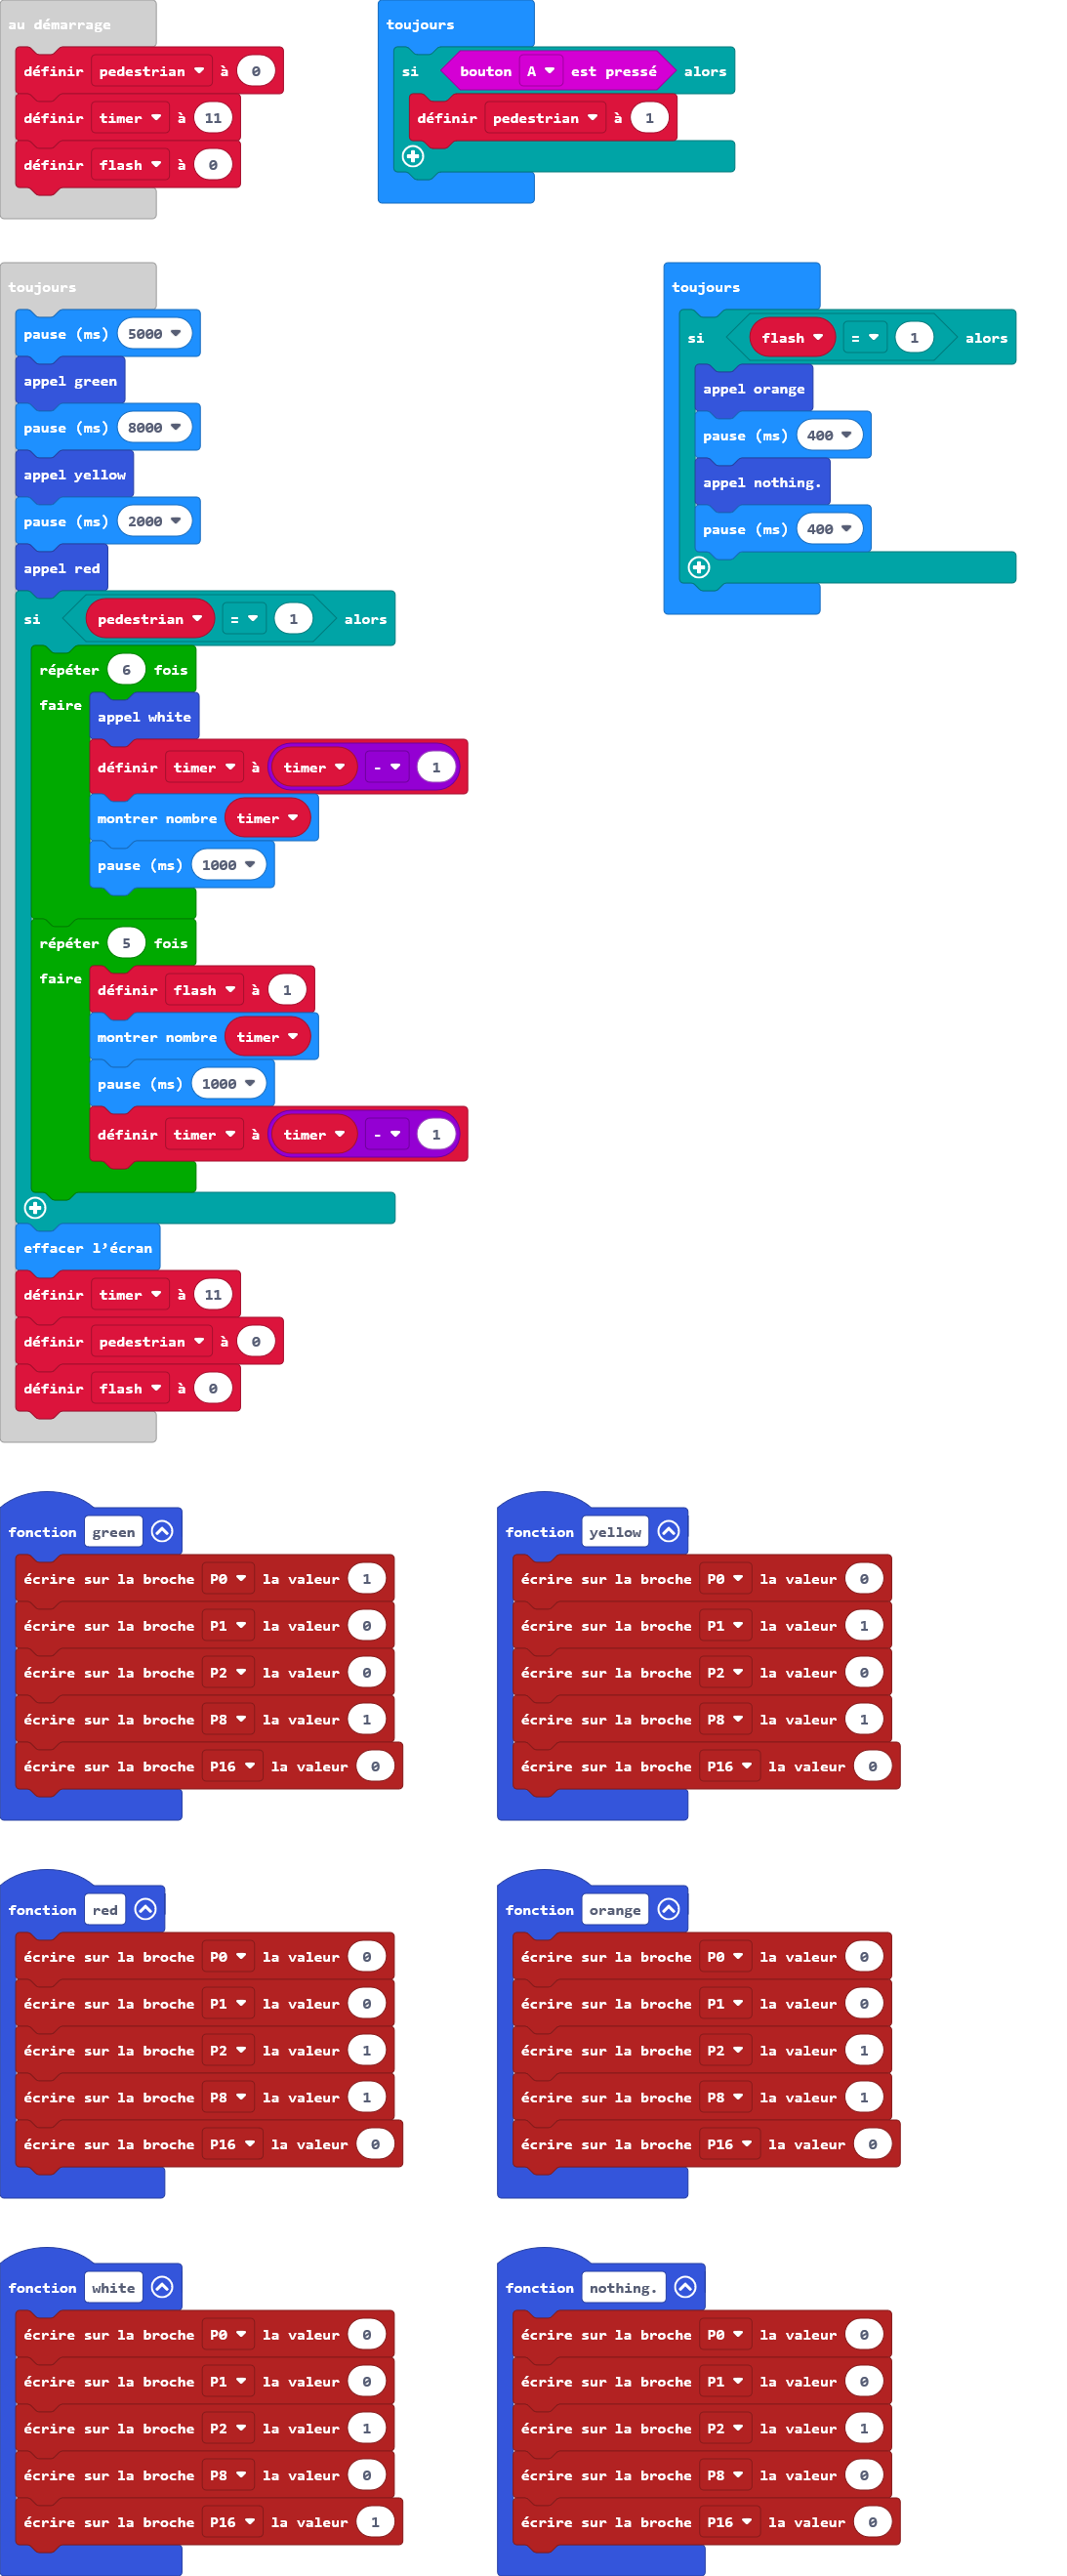 au démarrage
définir pedestrian à 0
définir timer à 11
définir flash à 0
toujours
si bouton A est pressé alors
définir pedestrian à 1
toujours
pause (ms) 5000
appel green
pause (ms) 8000
appel yellow
pause (ms) 2000
appel red
si pedestrian = 1 alors
répéter 6 fois
faire
appel white
définir timer à timer - 1
montrer nombre timer
pause (ms) 1000
répéter 5 fois
faire
définir flash à 1
montrer nombre timer
pause (ms) 1000
définir timer à timer - 1
effacer l’écran
définir timer à 11
définir pedestrian à 0
définir flash à 0
toujours
si flash = 1 alors
appel orange
pause (ms) 400
appel nothing.
pause (ms) 400
fonction green
écrire sur la broche P0 la valeur 1
écrire sur la broche P1 la valeur 0
écrire sur la broche P2 la valeur 0
écrire sur la broche P8 la valeur 1
écrire sur la broche P16 la valeur 0
fonction yellow
écrire sur la broche P0 la valeur 0
écrire sur la broche P1 la valeur 1
écrire sur la broche P2 la valeur 0
écrire sur la broche P8 la valeur 1
écrire sur la broche P16 la valeur 0
fonction red
écrire sur la broche P0 la valeur 0
écrire sur la broche P1 la valeur 0
écrire sur la broche P2 la valeur 1
écrire sur la broche P8 la valeur 1
écrire sur la broche P16 la valeur 0
fonction orange
écrire sur la broche P0 la valeur 0
écrire sur la broche P1 la valeur 0
écrire sur la broche P2 la valeur 1
écrire sur la broche P8 la valeur 1
écrire sur la broche P16 la valeur 0
fonction white
écrire sur la broche P0 la valeur 0
écrire sur la broche P1 la valeur 0
écrire sur la broche P2 la valeur 1
écrire sur la broche P8 la valeur 0
écrire sur la broche P16 la valeur 1
fonction nothing.
écrire sur la broche P0 la valeur 0
écrire sur la broche P1 la valeur 0
écrire sur la broche P2 la valeur 1
écrire sur la broche P8 la valeur 0
écrire sur la broche P16 la valeur 0